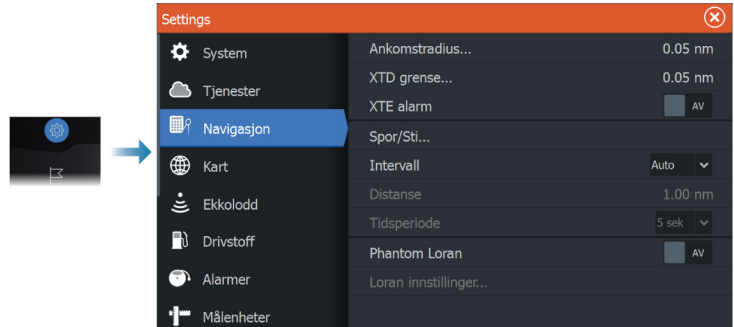 Settings
System
Tjenester
Navigasjon
Kart
Ekkolodd
Drivstoff
Alarmer
Målenheter
Ankomstradius... 0.05 nm
XTD grense... 0.05 nm
XTE alarm AV
Spor/Sti...
Intervall Auto
Distanse 1.00 nm
Tidsperiode 5 sek
Phantom Loran AV
Loran innstillinger...